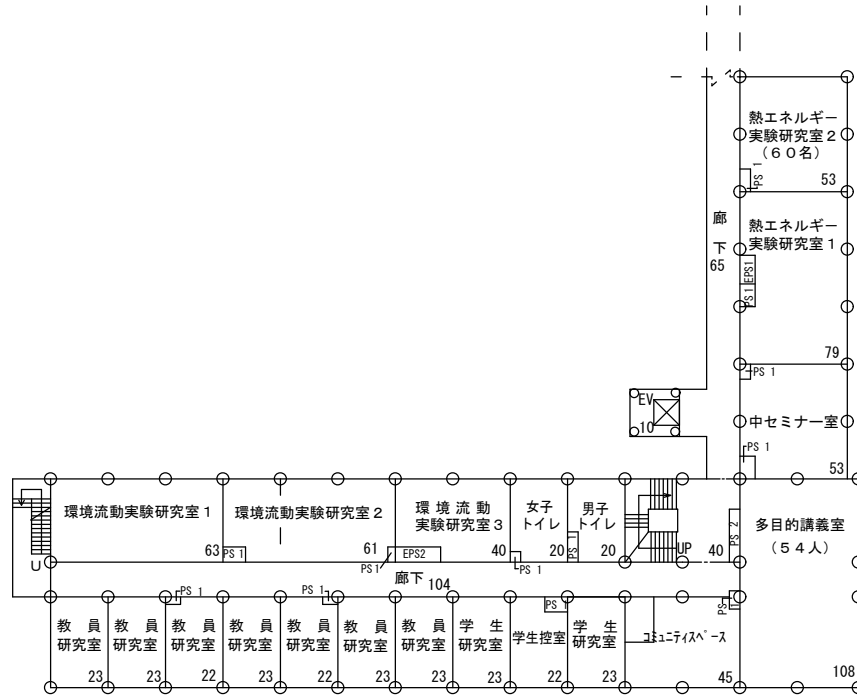 熱エネルギー
実験研究室２
(６０名)
PS 1
53
熱エネルギー
実験研究室１
廊
下
65
EPS1
PS 1
79
PS 1
EV
10
中セミナー室
PS 1
53
環境流動実験研究室１
環境流動実験研究室２
環 境 流 動
実験研究室３
女子
トイレ
男子
トイレ
多目的講義室
(５４人)
PS 2
U
63
PS 1
61
PS 1
EPS2
40
PS 1
20
PS 1
20
UP
40
廊下
104
PS 1
PS 1
PS 1
PS 1
教 員
研究室
教 員
研究室
教 員
研究室
教 員
研究室
教 員
研究室
教 員
研究室
教 員
研究室
学 生
研究室
学生控室
学 生
研究室
コミュニティスペース
23
23
22
23
22
23
23
23
22
23
45
108